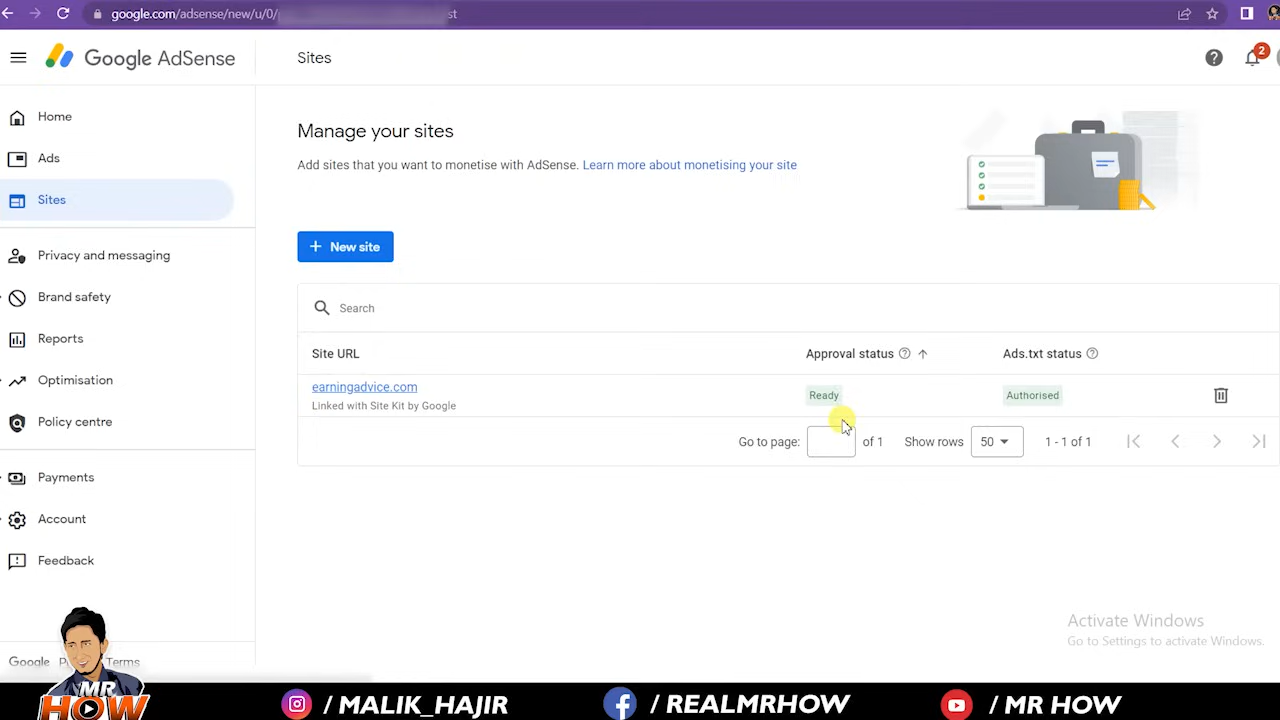 google.com/adsense/new/u/0/
st
Google AdSense
Sites
2
Home
Ads
Sites
Privacy and messaging
Brand safety
Reports
Optimisation
Policy centre
Payments
Account
Feedback
Google
Terms
Manage your sites
Add sites that you want to monetise with AdSense. Learn more about monetising your site
+ New site
Search
Site URL
Approval status
Ads.txt status
earningadvice.com
Linked with Site Kit by Google
Ready
Authorised
Go to page:
of 1
Show rows
50
1 - 1 of 1
Activate Windows
Go to Settings to activate Windows.
MR
HOW
/ MALIK_HAJIR
/ REALMRHOW
/ MR HOW